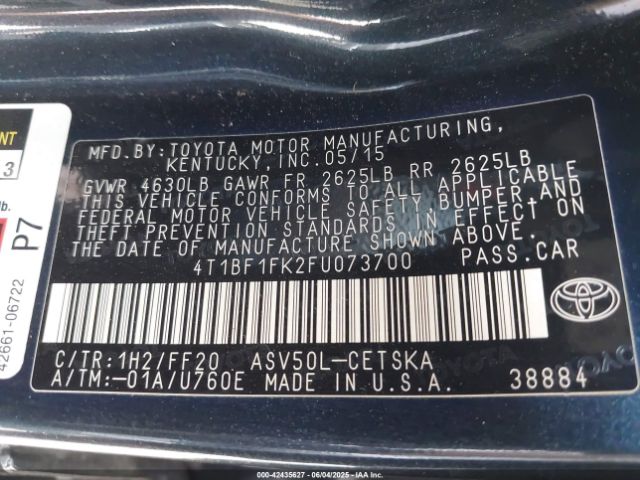 MFD.BY:TOYOTA MOTOR MANUFACTURING,
KENTUCKY, INC.05/15
GVWR 4630LB GAWR FR 2625LB RR 2625LB
THIS VEHICLE CONFORMS TO ALL APPLICABLE
FEDERAL MOTOR VEHICLE SAFETY, BUMPER,AND
THEFT PREVENTION STANDARDS IN EFFECT ON
THE DATE OF MANUFACTURE SHOWN ABOVE.
4T1BF1FK2FU073700 PASS.CAR
C/TR:1H2/FF20 ASV50L-CETSKA
A/TM:-01A/U760E MADE IN U.S.A. 38884
TOYOTA
3
lb.
P7
42661-06722
000-42435627 06/04/2025 IAA Inc.